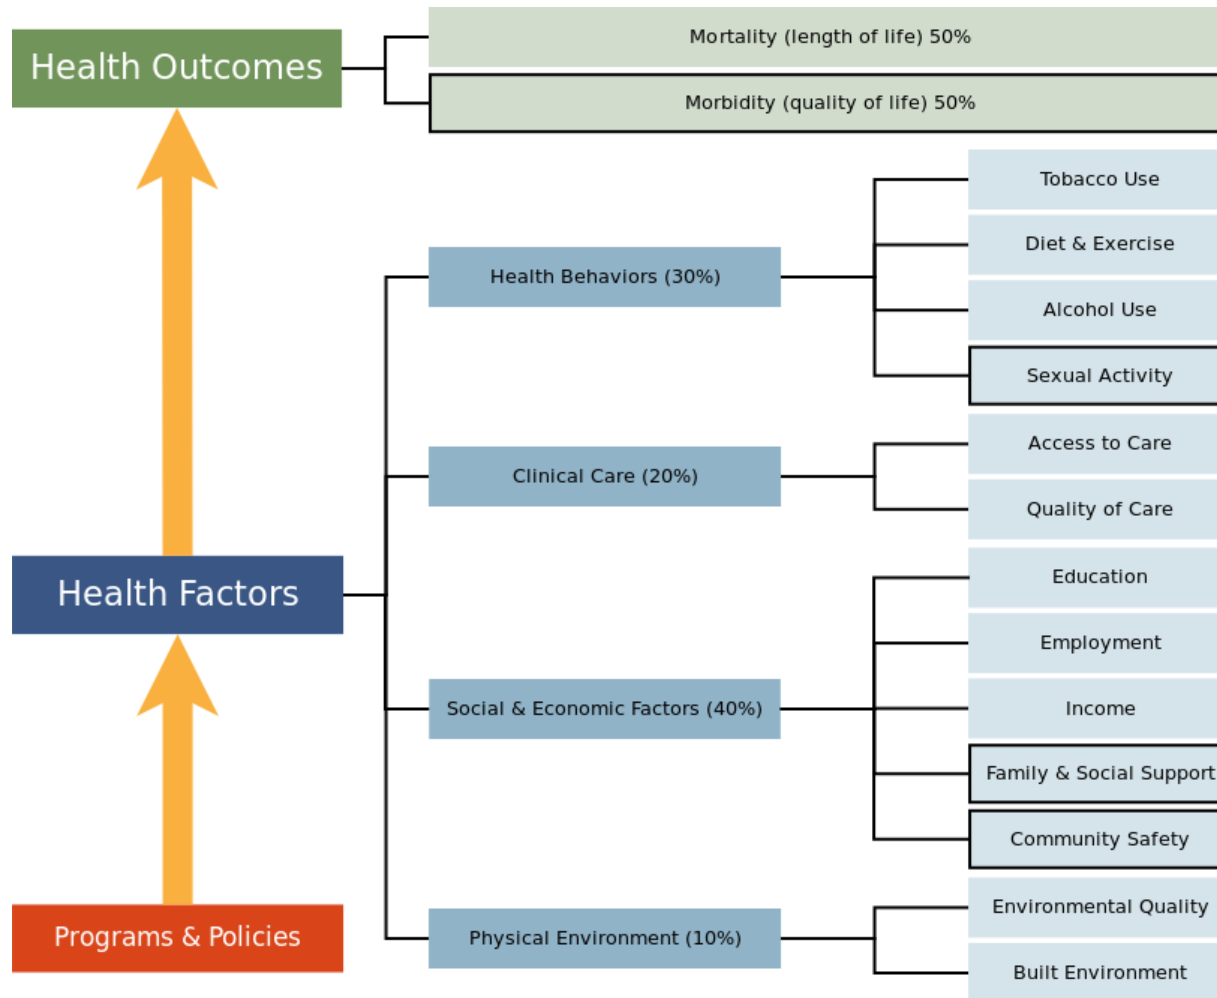 Health Outcomes
Mortality (length of life) 50%
Morbidity (quality of life) 50%
Health Factors
Health Behaviors (30%)
Tobacco Use
Diet & Exercise
Alcohol Use
Sexual Activity
Clinical Care (20%)
Access to Care
Quality of Care
Social & Economic Factors (40%)
Education
Employment
Income
Family & Social Support
Community Safety
Physical Environment (10%)
Environmental Quality
Built Environment
Programs & Policies